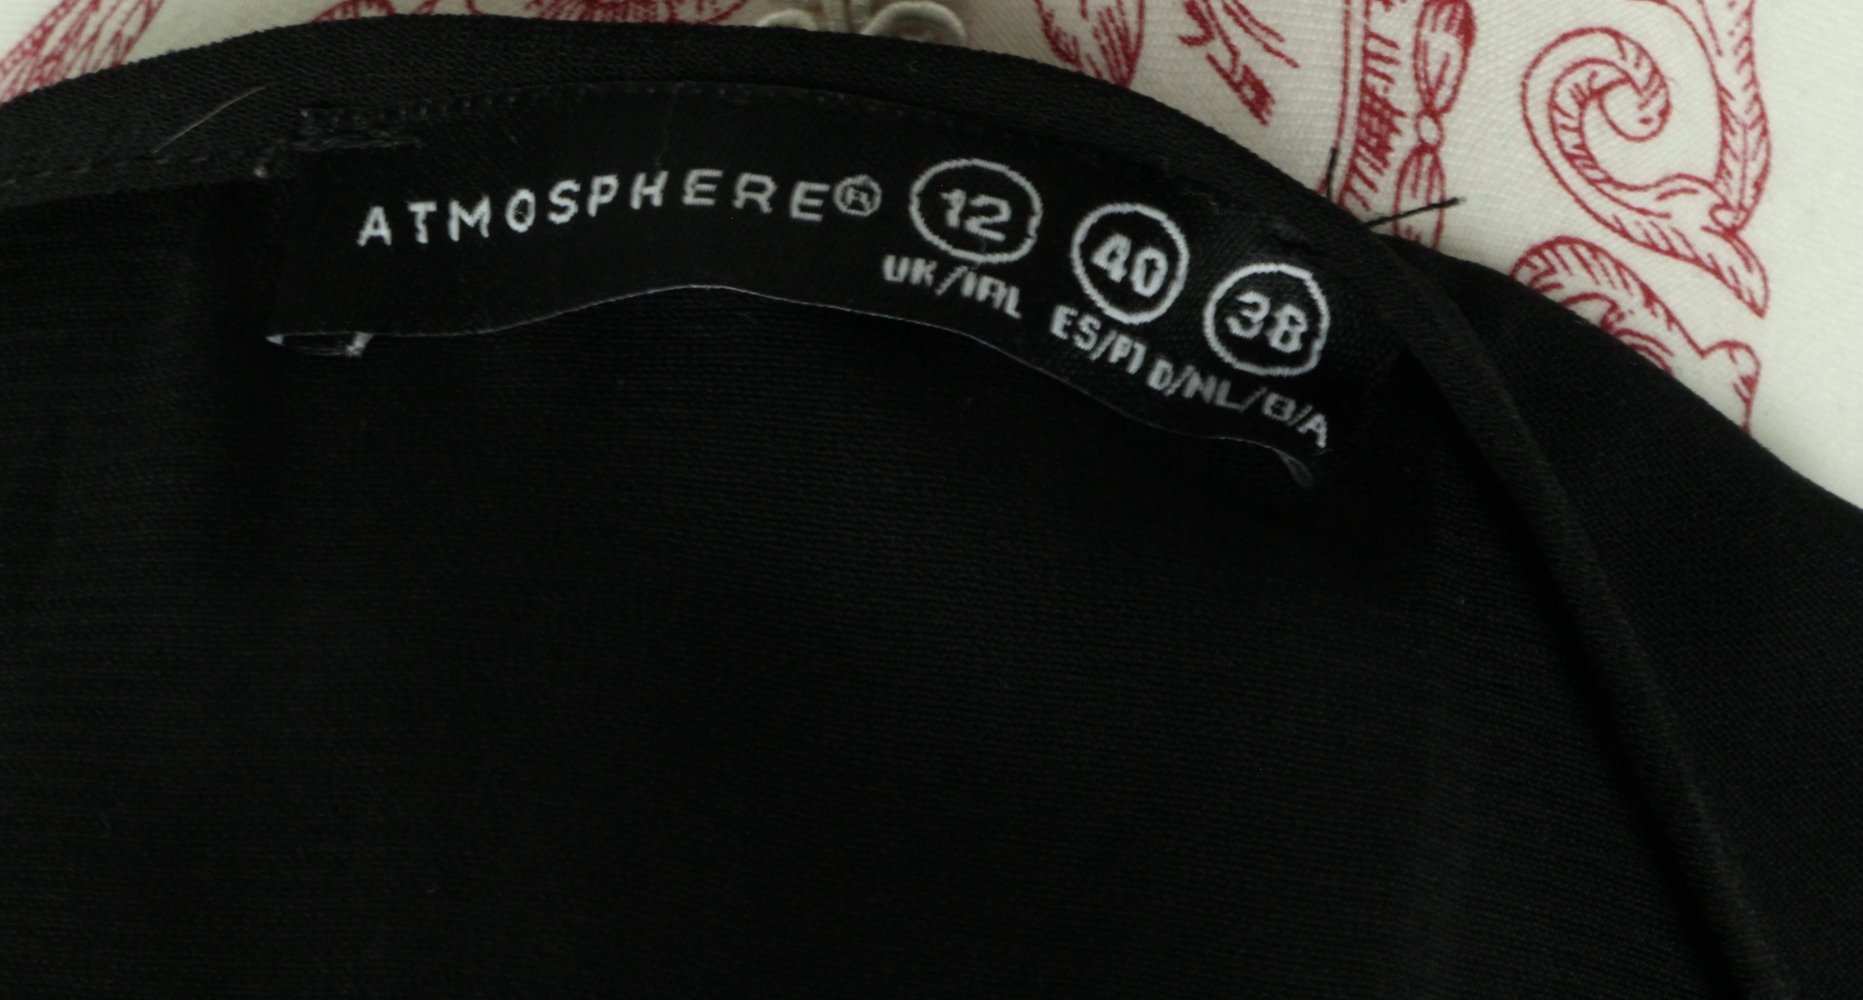 ATMOSPHERE® 12 40 38
UK/IRL ES/PT D/NL/B/A